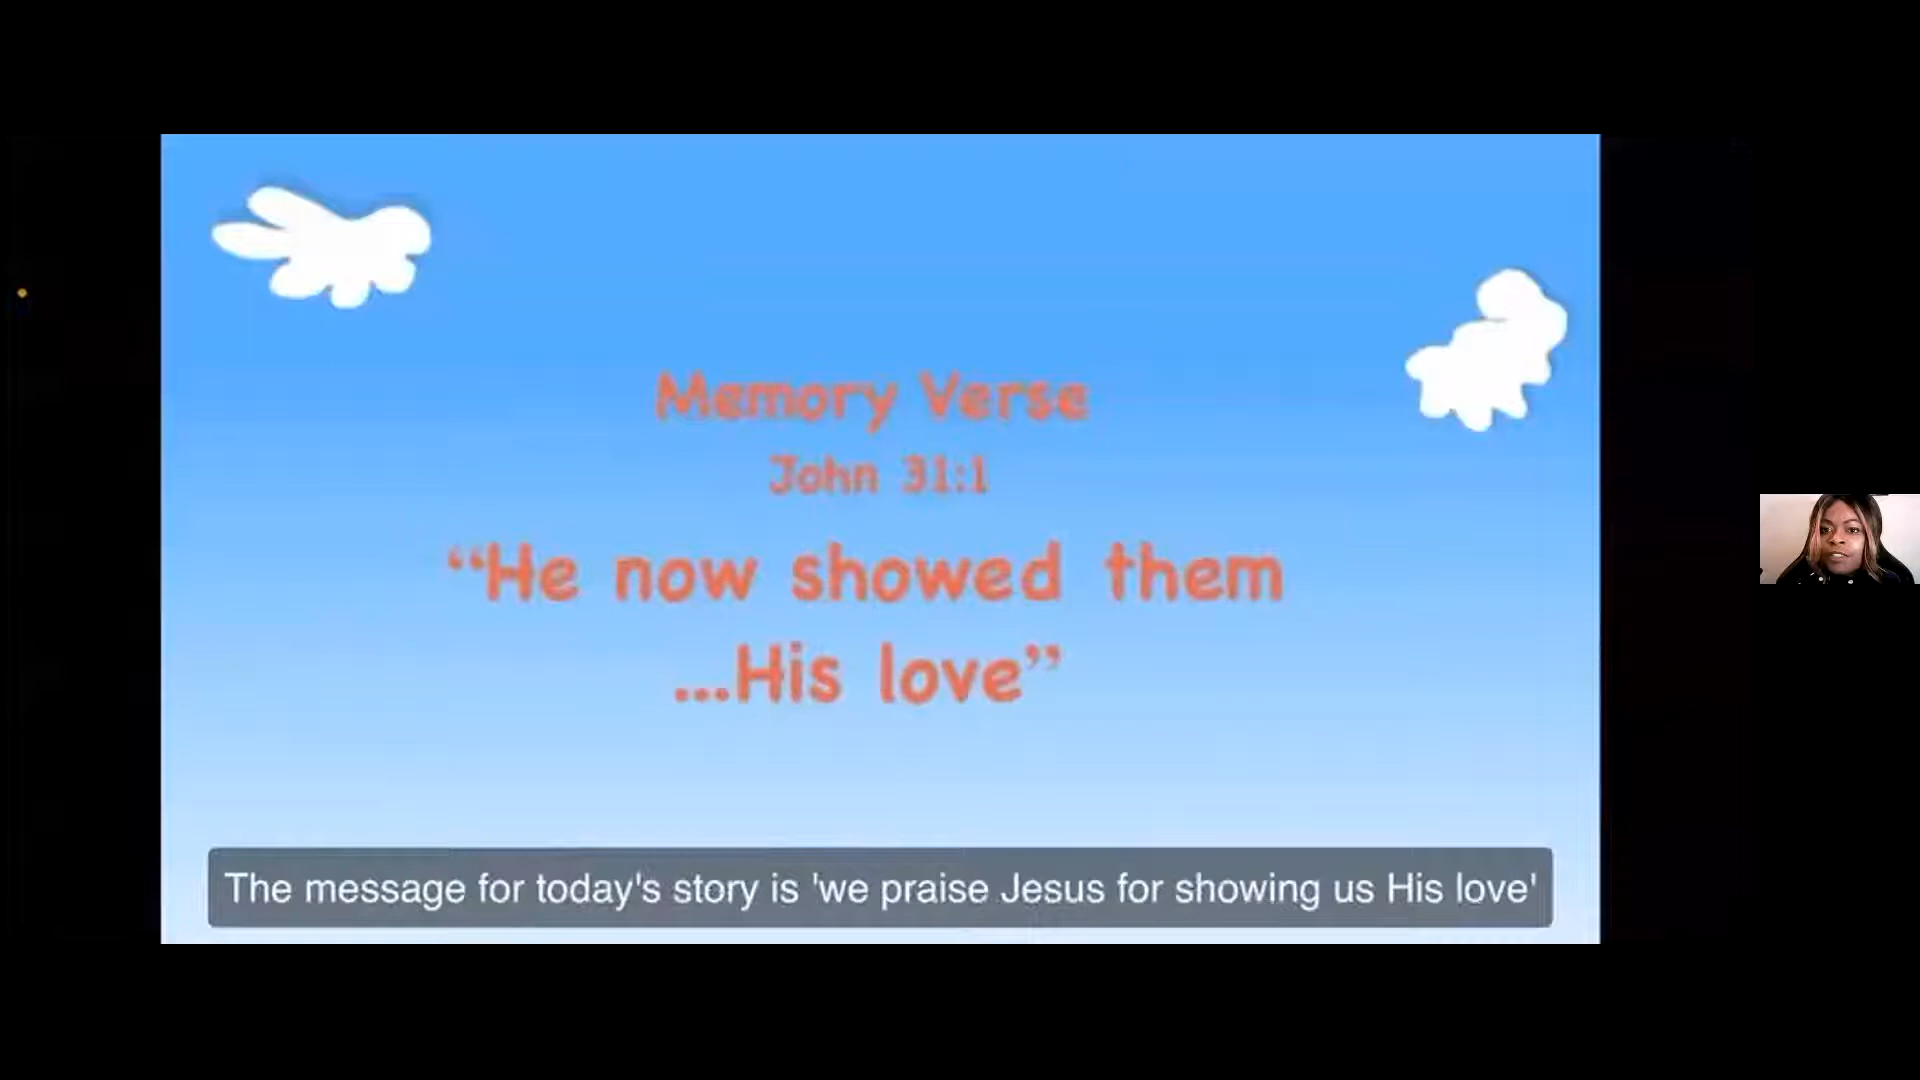 Memory Verse
John 31:1
“He now showed them
...His love”
The message for today's story is 'we praise Jesus for showing us His love'